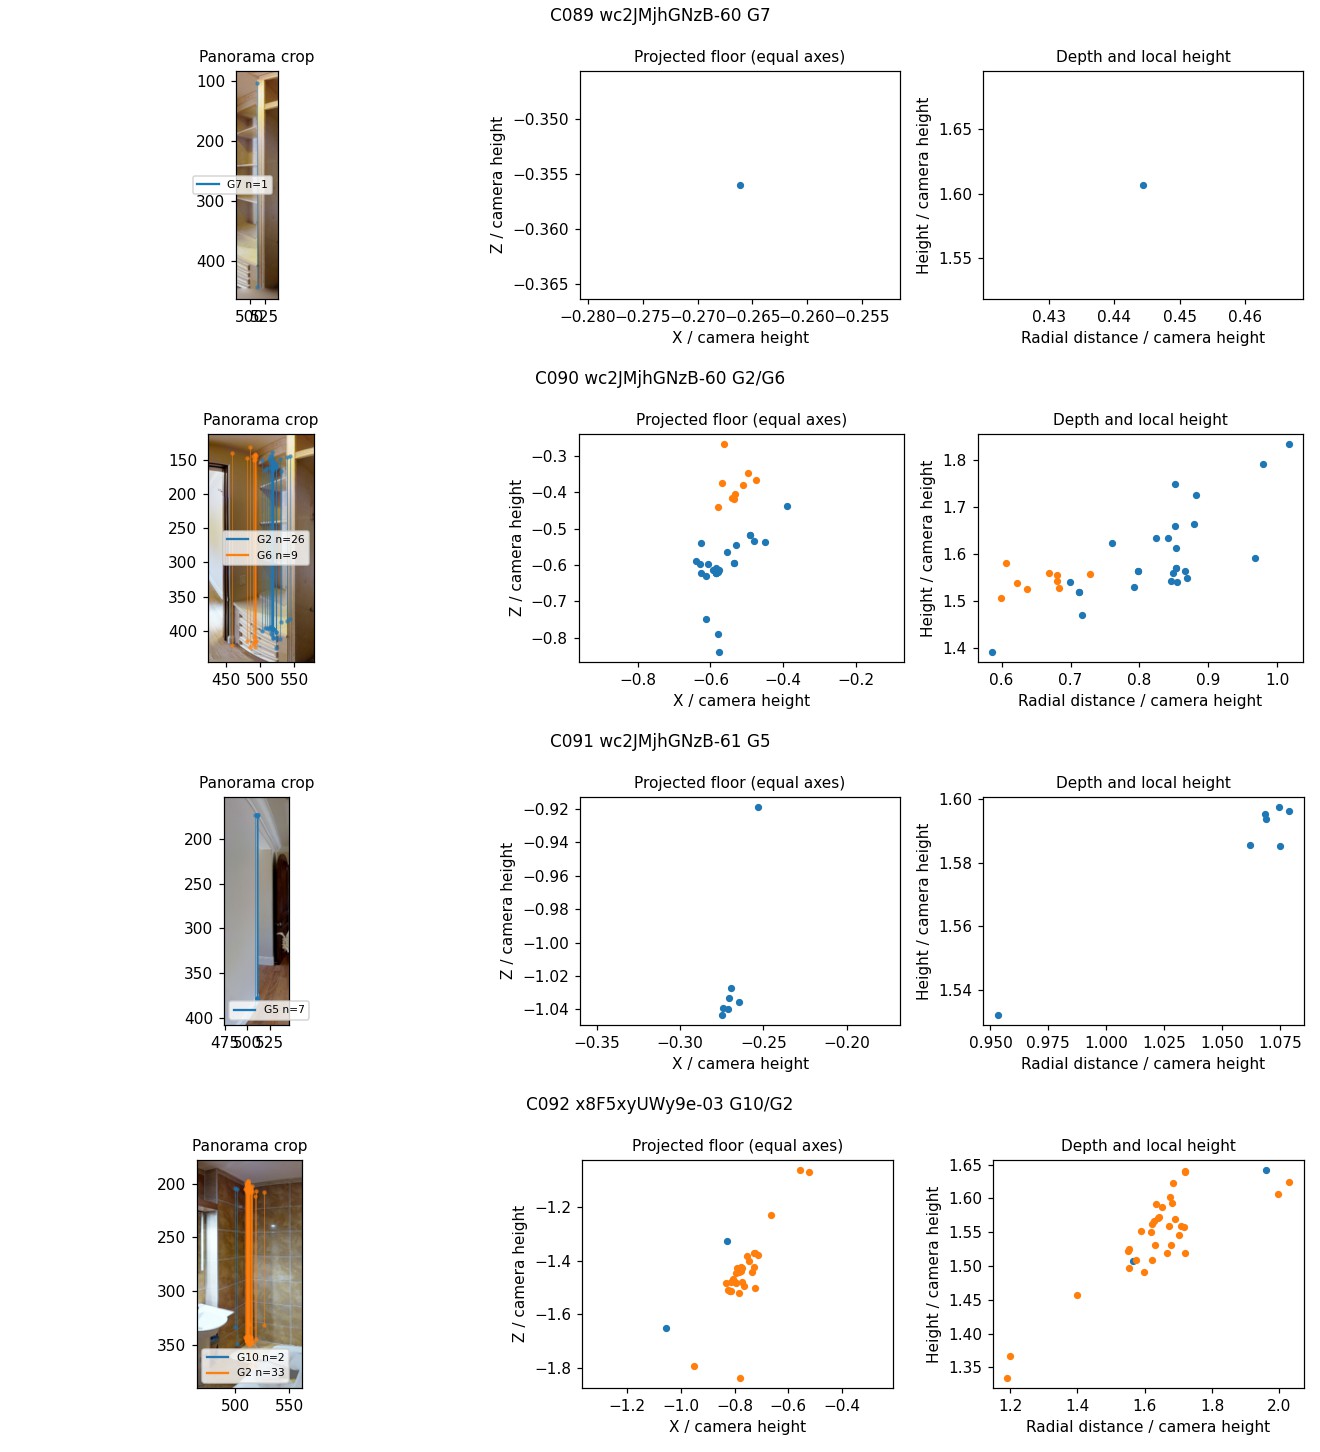 C089 wc2JMjhGNzB-60 G7
Panorama crop
Projected floor (equal axes)
Depth and local height
100
200
300
400
G7 n=1
500
525
Z / camera height
−0.350
−0.355
−0.360
−0.365
−0.280
−0.275
−0.270
−0.265
−0.260
−0.255
X / camera height
Height / camera height
1.65
1.60
1.55
0.43
0.44
0.45
0.46
Radial distance / camera height
C090 wc2JMjhGNzB-60 G2/G6
Panorama crop
Projected floor (equal axes)
Depth and local height
150
200
250
300
350
400
G2 n=26
G6 n=9
450
500
550
Z / camera height
−0.3
−0.4
−0.5
−0.6
−0.7
−0.8
−0.8
−0.6
−0.4
−0.2
X / camera height
Height / camera height
1.8
1.7
1.6
1.5
1.4
0.6
0.7
0.8
0.9
1.0
Radial distance / camera height
C091 wc2JMjhGNzB-61 G5
Panorama crop
Projected floor (equal axes)
Depth and local height
200
250
300
350
400
G5 n=7
475
500
525
Z / camera height
−0.92
−0.94
−0.96
−0.98
−1.00
−1.02
−1.04
−0.35
−0.30
−0.25
−0.20
X / camera height
Height / camera height
1.60
1.58
1.56
1.54
0.950
0.975
1.000
1.025
1.050
1.075
Radial distance / camera height
C092 x8F5xyUWy9e-03 G10/G2
Panorama crop
Projected floor (equal axes)
Depth and local height
200
250
300
350
G10 n=2
G2 n=33
500
550
Z / camera height
−1.2
−1.4
−1.6
−1.8
−1.2
−1.0
−0.8
−0.6
−0.4
X / camera height
Height / camera height
1.65
1.60
1.55
1.50
1.45
1.40
1.35
1.2
1.4
1.6
1.8
2.0
Radial distance / camera height